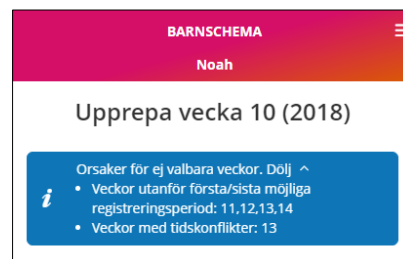 BARNSCHEMA
Noah
Upprepa vecka 10 (2018)
Orsaker för ej valbara veckor. Dölj ^
• Veckor utanför första/sista möjliga
registreringsperiod: 11,12,13,14
• Veckor med tidskonflikter: 13